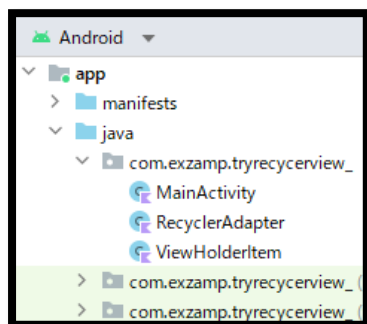 Android
app
manifests
java
com.exzamp.tryrecycerview_
MainActivity
RecyclerAdapter
ViewHolderItem
com.exzamp.tryrecycerview_ (
com.exzamp.tryrecycerview_ (